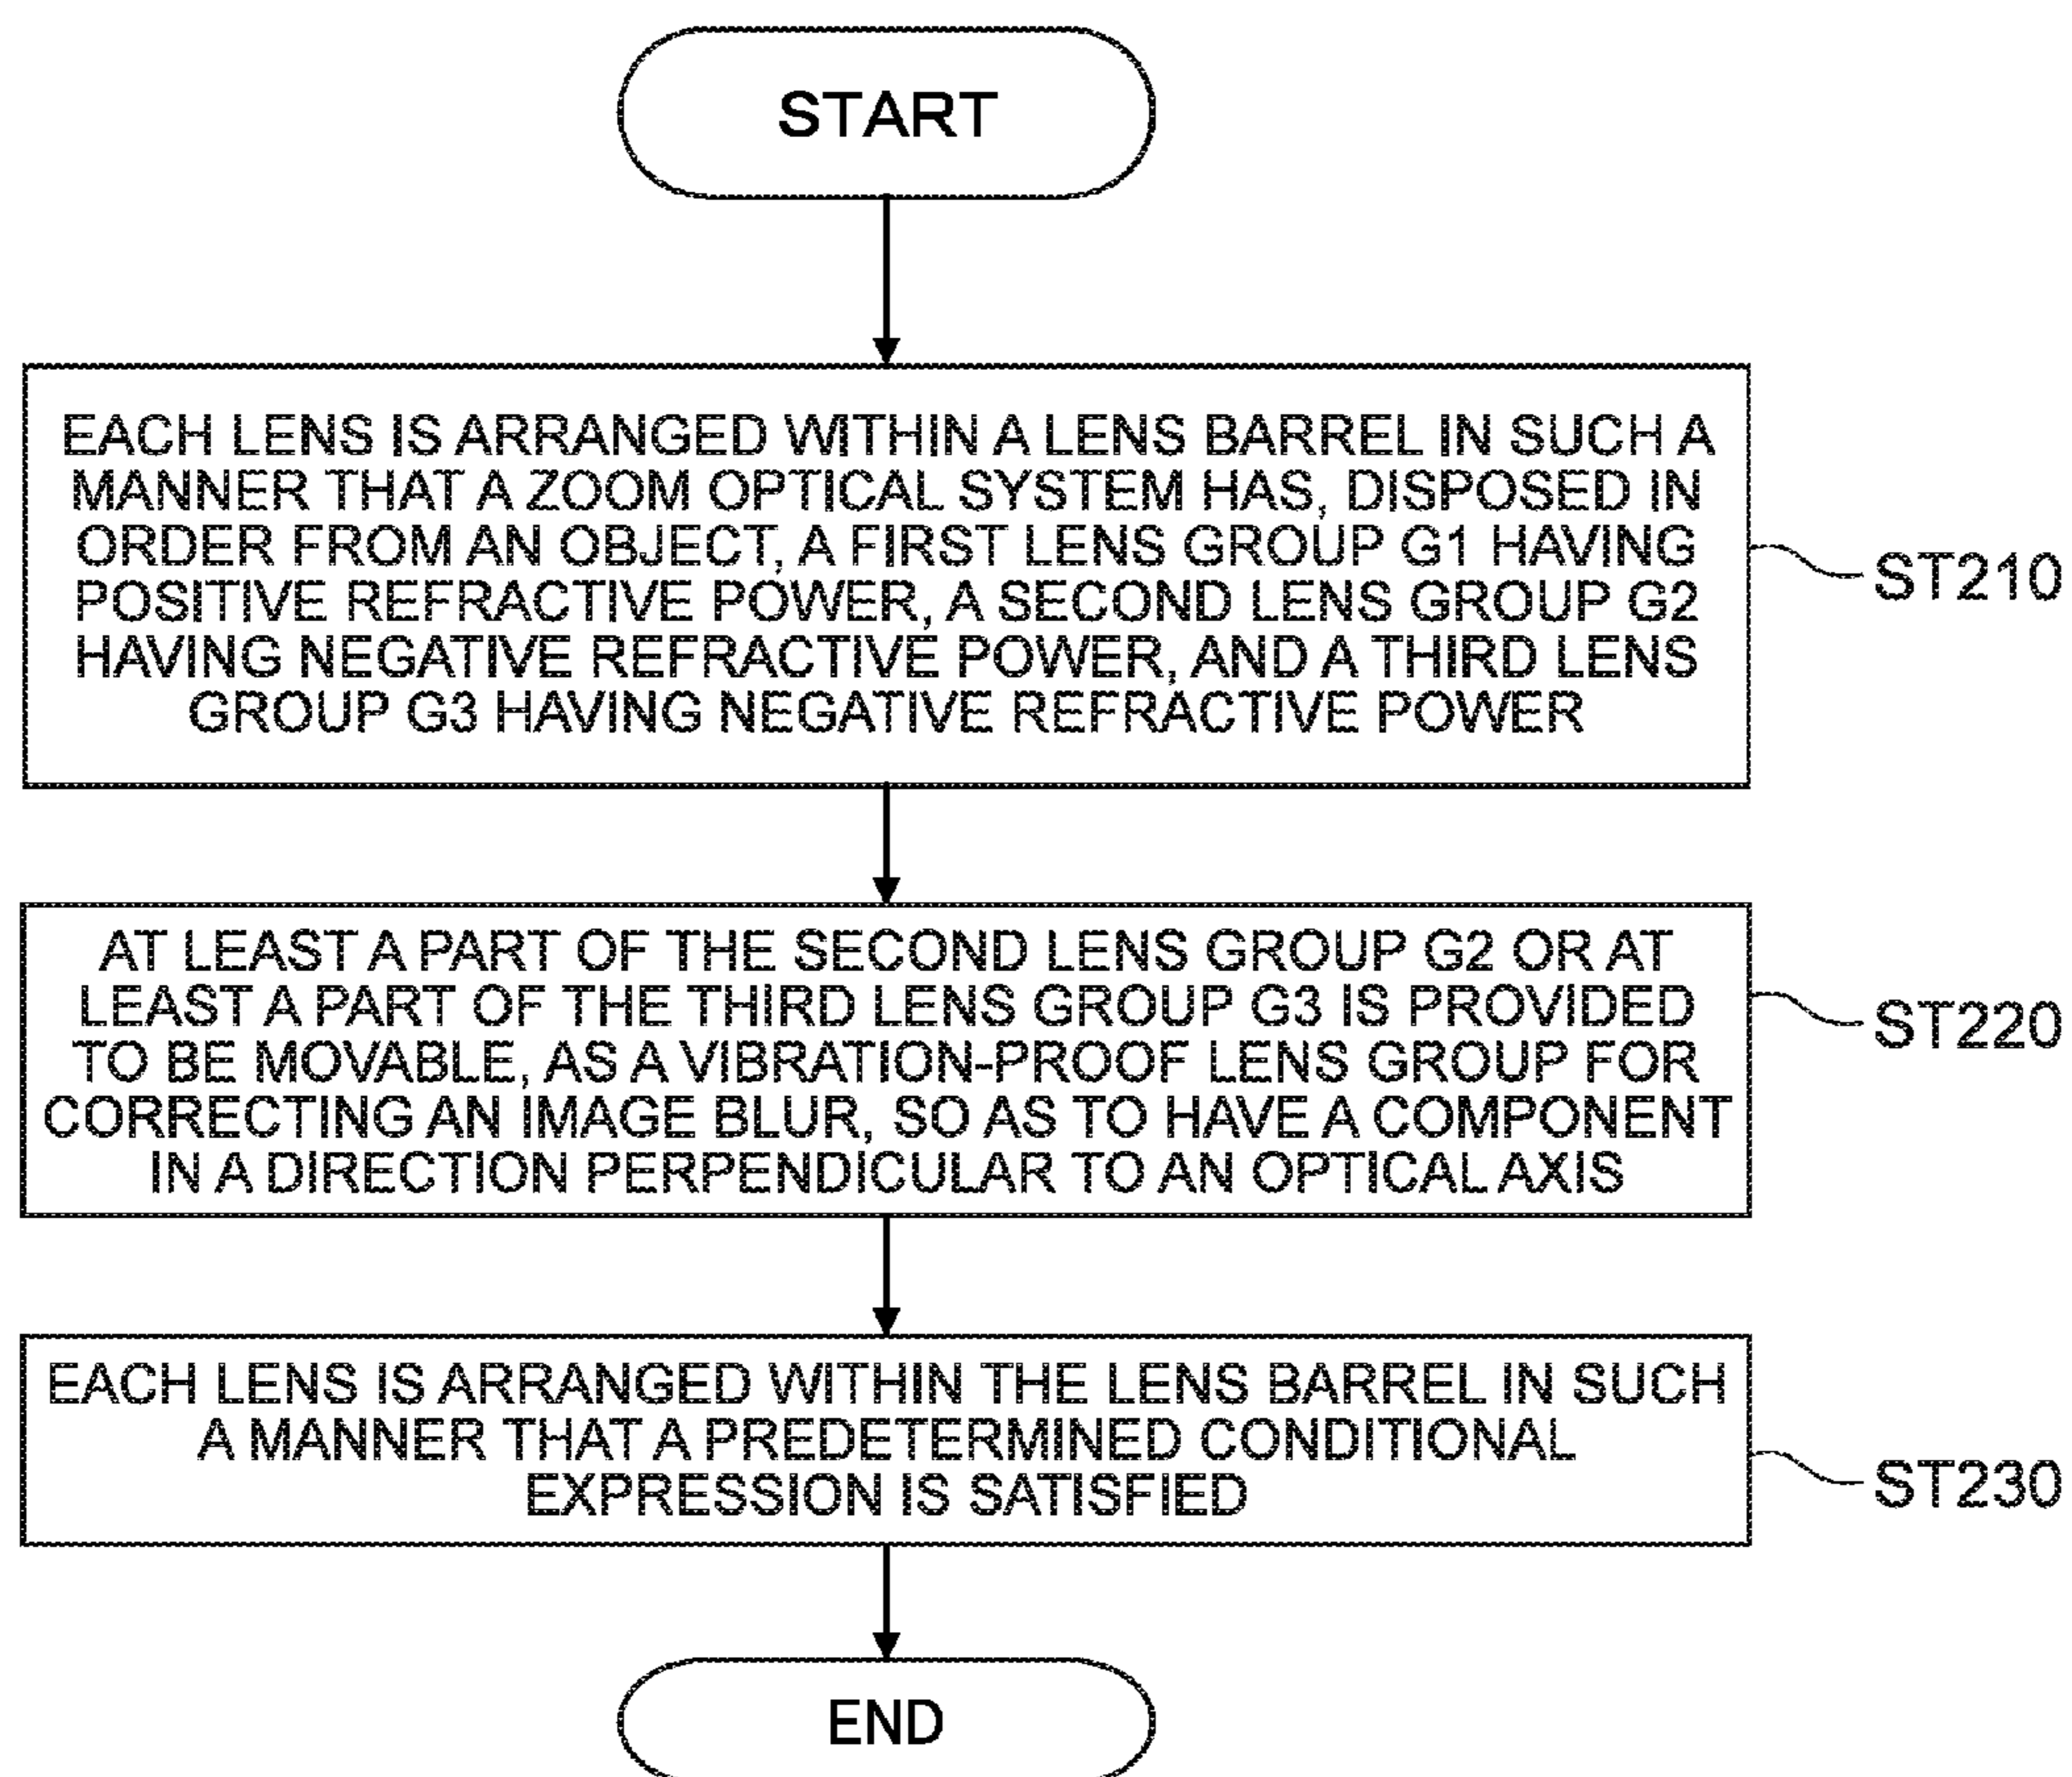 START
EACH LENS IS ARRANGED WITHIN A LENS BARREL IN SUCH A
MANNER THAT A ZOOM OPTICAL SYSTEM HAS, DISPOSED IN
ORDER FROM AN OBJECT, A FIRST LENS GROUP G1 HAVING
POSITIVE REFRACTIVE POWER, A SECOND LENS GROUP G2
HAVING NEGATIVE REFRACTIVE POWER, AND A THIRD LENS
GROUP G3 HAVING NEGATIVE REFRACTIVE POWER
ST210
AT LEAST A PART OF THE SECOND LENS GROUP G2 OR AT
LEAST A PART OF THE THIRD LENS GROUP G3 IS PROVIDED
TO BE MOVABLE, AS A VIBRATION-PROOF LENS GROUP FOR
CORRECTING AN IMAGE BLUR, SO AS TO HAVE A COMPONENT
IN A DIRECTION PERPENDICULAR TO AN OPTICAL AXIS
ST220
EACH LENS IS ARRANGED WITHIN THE LENS BARREL IN SUCH
A MANNER THAT A PREDETERMINED CONDITIONAL
EXPRESSION IS SATISFIED
ST230
END